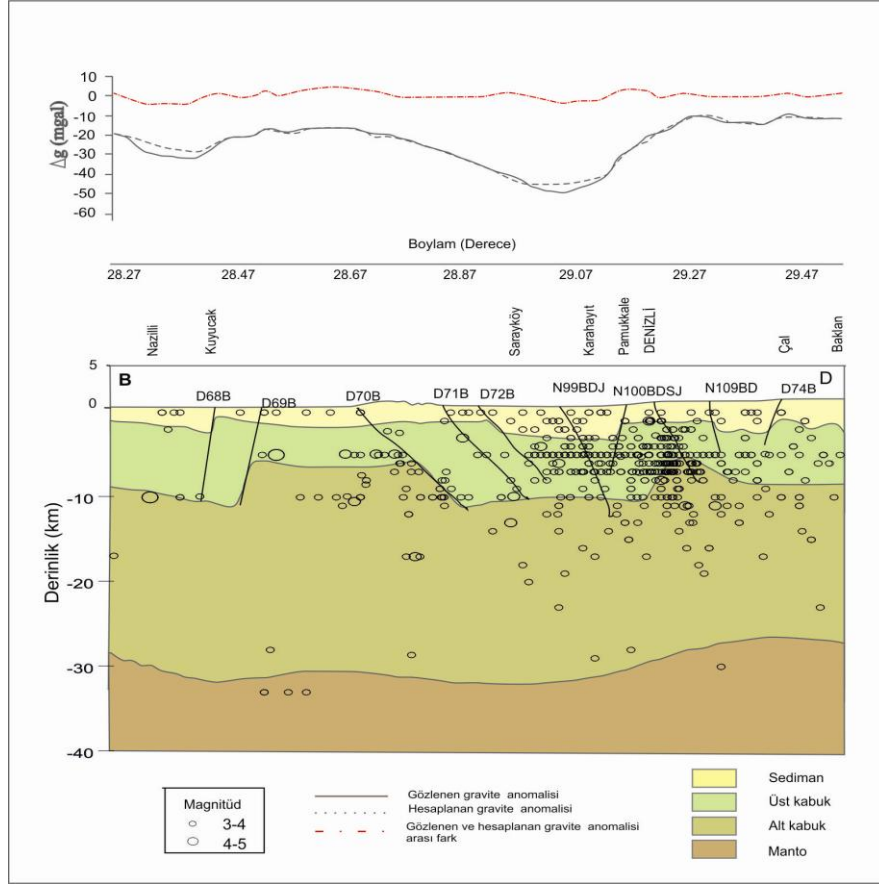 10
0
-10
-20
-30
-40
-50
-60
Δg (mgal)
Boylam (Derece)
28.27 28.47 28.67 28.87 29.07 29.27 29.47
Nazilli
Kuyucak
Sarayköy
Karahayıt
Pamukkale
DENİZLİ
Çal
Baklan
5
0
-10
-20
-30
-40
Derinlik (km)
B D
D68B D69B D70B D71B D72B N99BDJ N100BDSJ N109BD D74B
Magnitüd
3-4
4-5
Gözlenen gravite anomalisi
Hesaplanan gravite anomalisi
Gözlenen ve hesaplanan gravite anomalisi
arası fark
Sediman
Üst kabuk
Alt kabuk
Manto